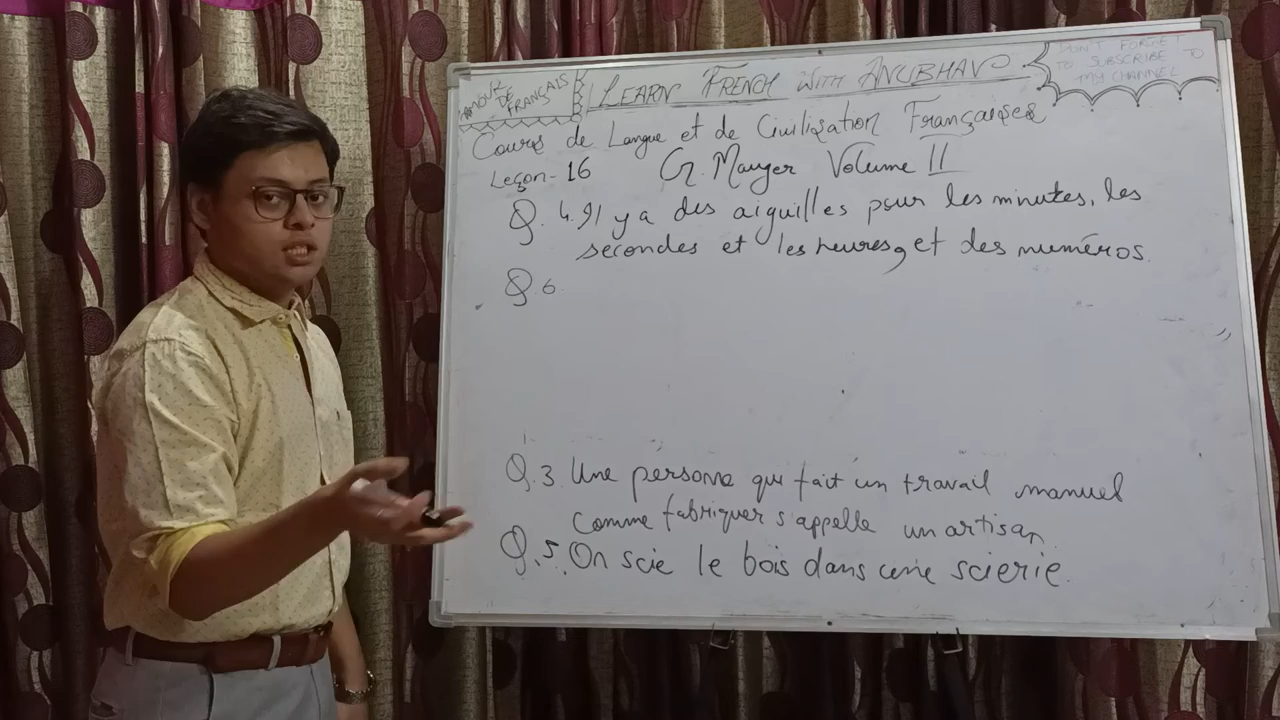 AMOUR DE
FRANÇAIS
LEARN FRENCH WITH ANUBHAV
DON'T FORGET
TO SUBSCRIBE TO
MY CHANNEL
Cours de Langue et de Civilisation Françaises
Leçon-16 G. Mauger Volume II
Q. 4. Il y a des aiguilles pour les minutes, les
secondes et les heures, et des numéros.
Q.6.
Q.3. Une persone qui fait un travail manuel
comme fabriquer s'appelle un artisan.
Q.5. On scie le bois dans une scierie.